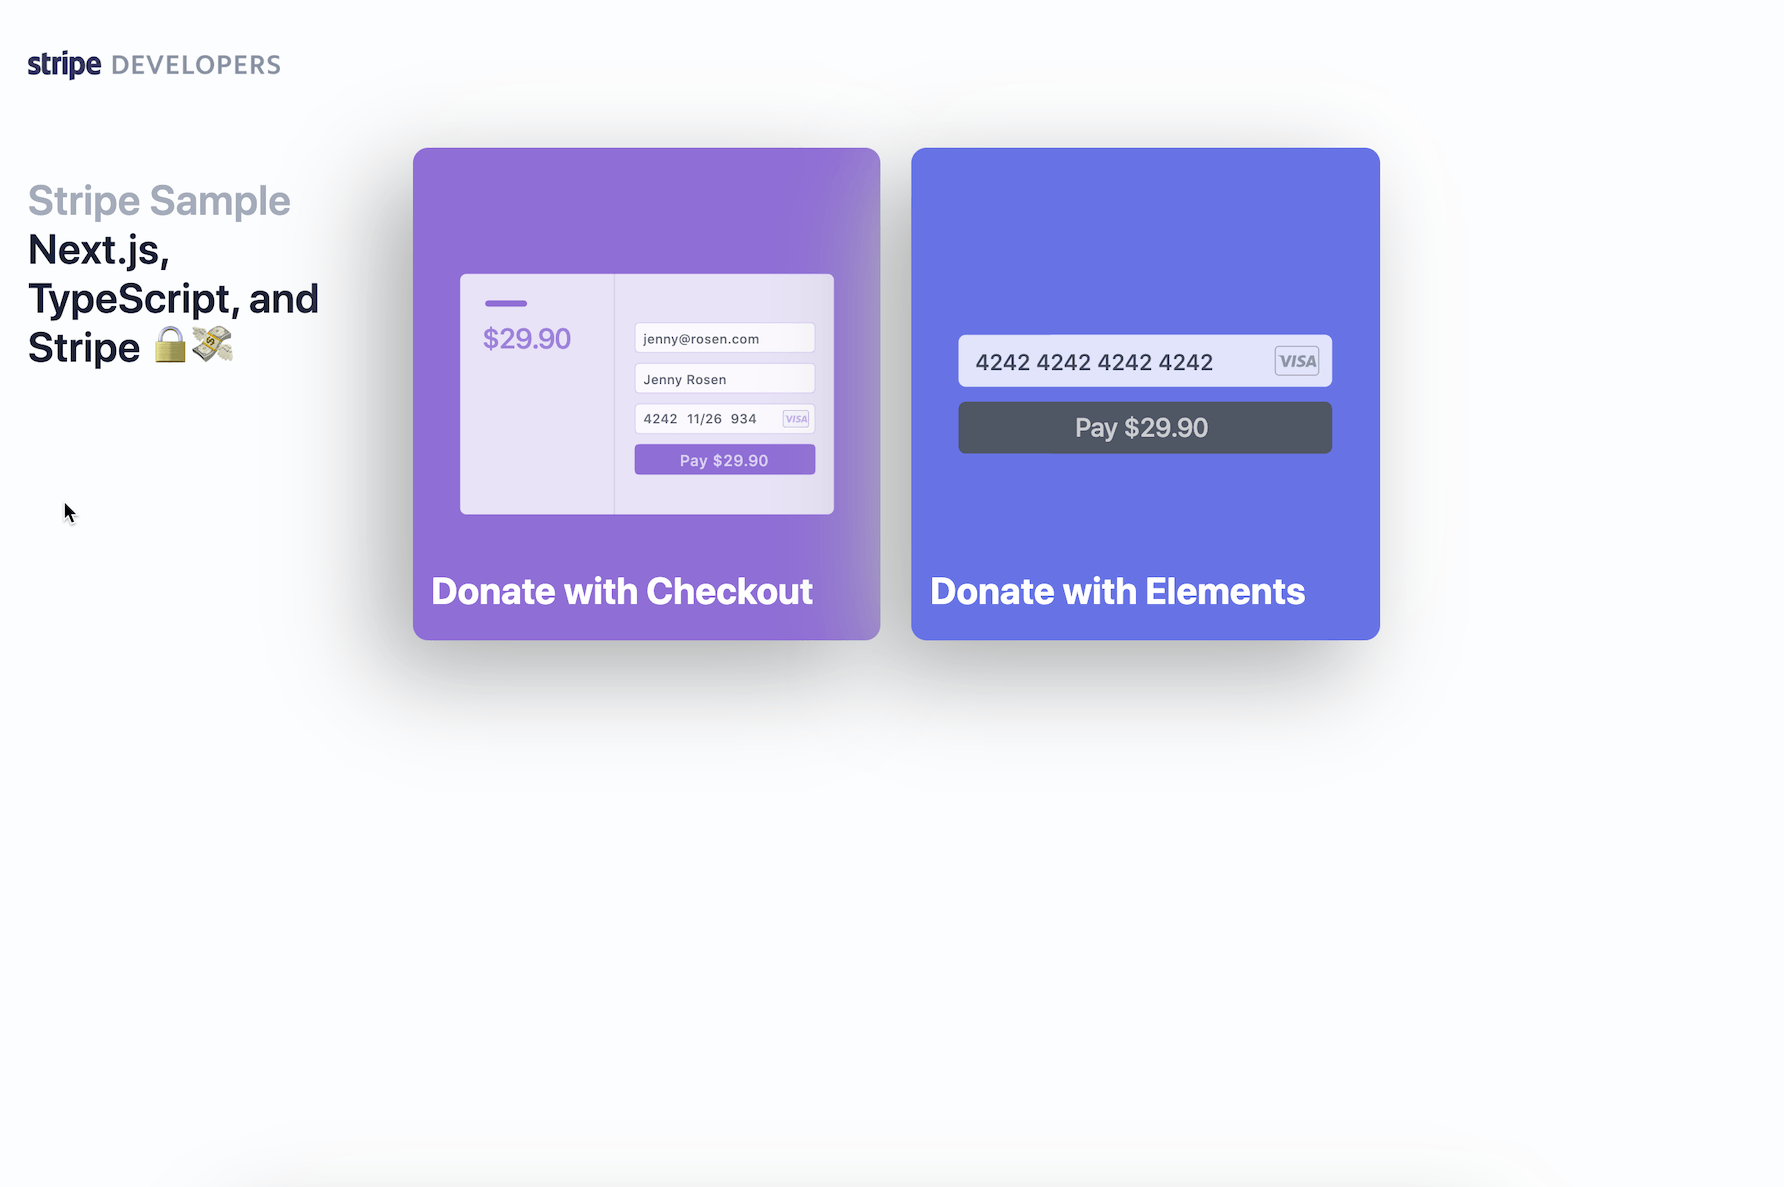 stripe DEVELOPERS
Stripe Sample
Next.js,
TypeScript, and
Stripe 🔒💸
$29.90
jenny@rosen.com
Jenny Rosen
4242 11/26 934 VISA
Pay $29.90
Donate with Checkout
4242 4242 4242 4242 VISA
Pay $29.90
Donate with Elements